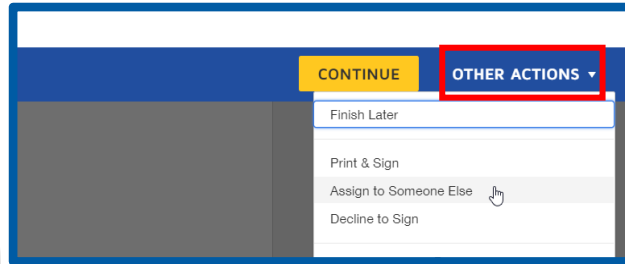 CONTINUE OTHER ACTIONS
Finish Later
Print & Sign
Assign to Someone Else
Decline to Sign